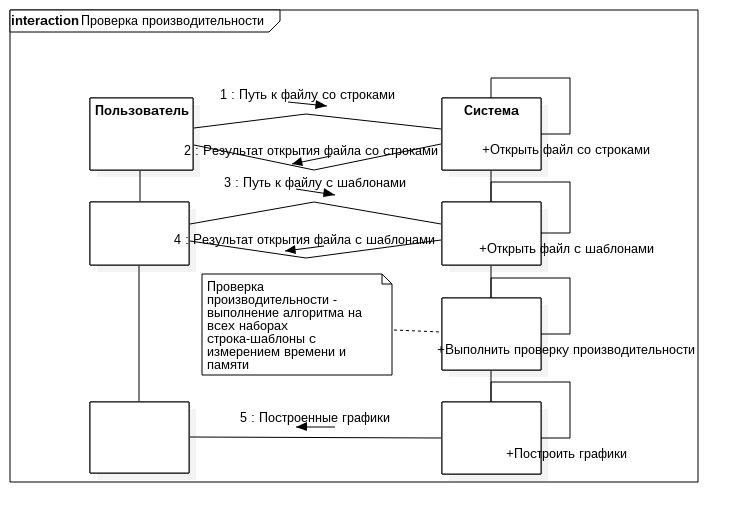 interaction Проверка производительности
1 : Путь к файлу со строками
Пользователь
Система
2 : Результат открытия файла со строками
+Открыть файл со строками
3 : Путь к файлу с шаблонами
4 : Результат открытия файла с шаблонами
+Открыть файл с шаблонами
Проверка
производительности -
выполнение алгоритма на
всех наборах
строка-шаблоны с
измерением времени и
памяти
+Выполнить проверку производительности
5 : Построенные графики
+Построить графики